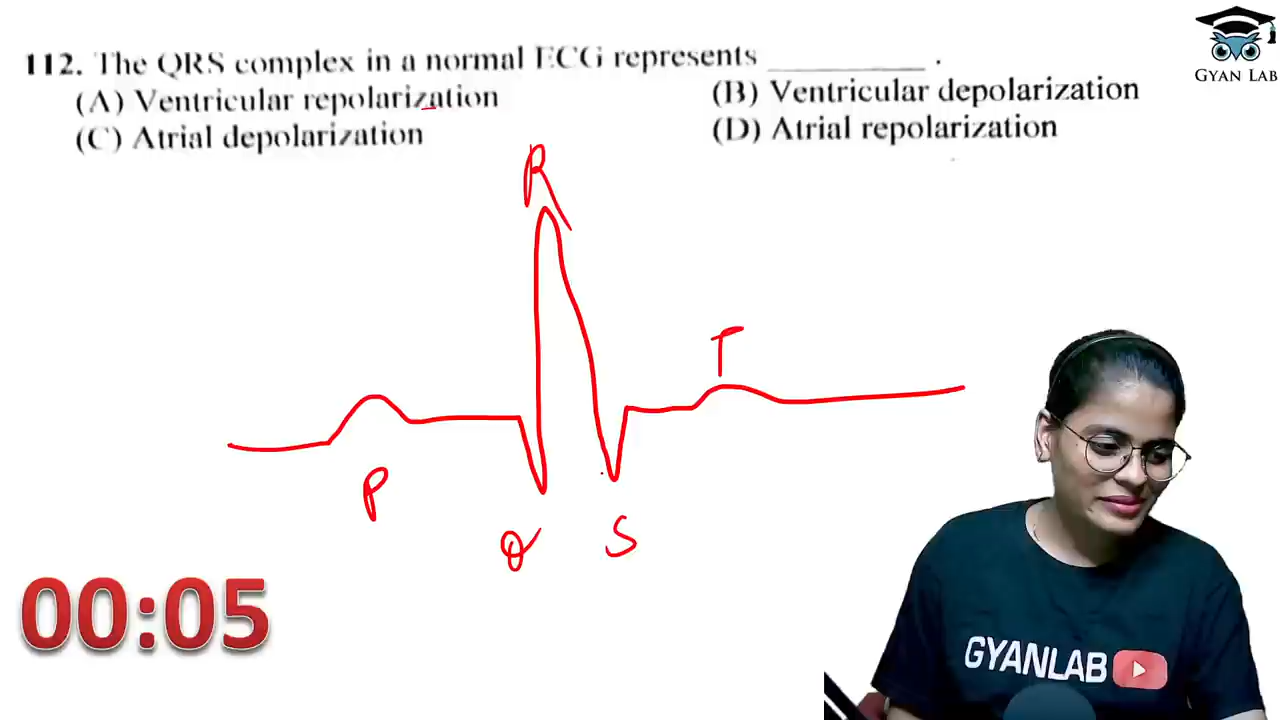 112. The QRS complex in a normal ECG represents __________ .
(A) Ventricular repolarization (B) Ventricular depolarization
(C) Atrial depolarization (D) Atrial repolarization
GYAN LAB
R
T
P
Q S
00:05
GYANLAB